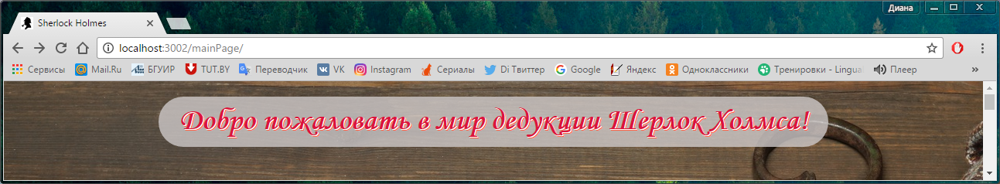 Диана
Sherlock Holmes
localhost:3002/mainPage/
Сервисы Mail.Ru БГУИР TUT.BY Переводчик VK Instagram Сериалы Di Твиттер Google Яндекс Одноклассники Тренировки - Lingual Плеер »
Добро пожаловать в мир дедукции Шерлок Холмса!